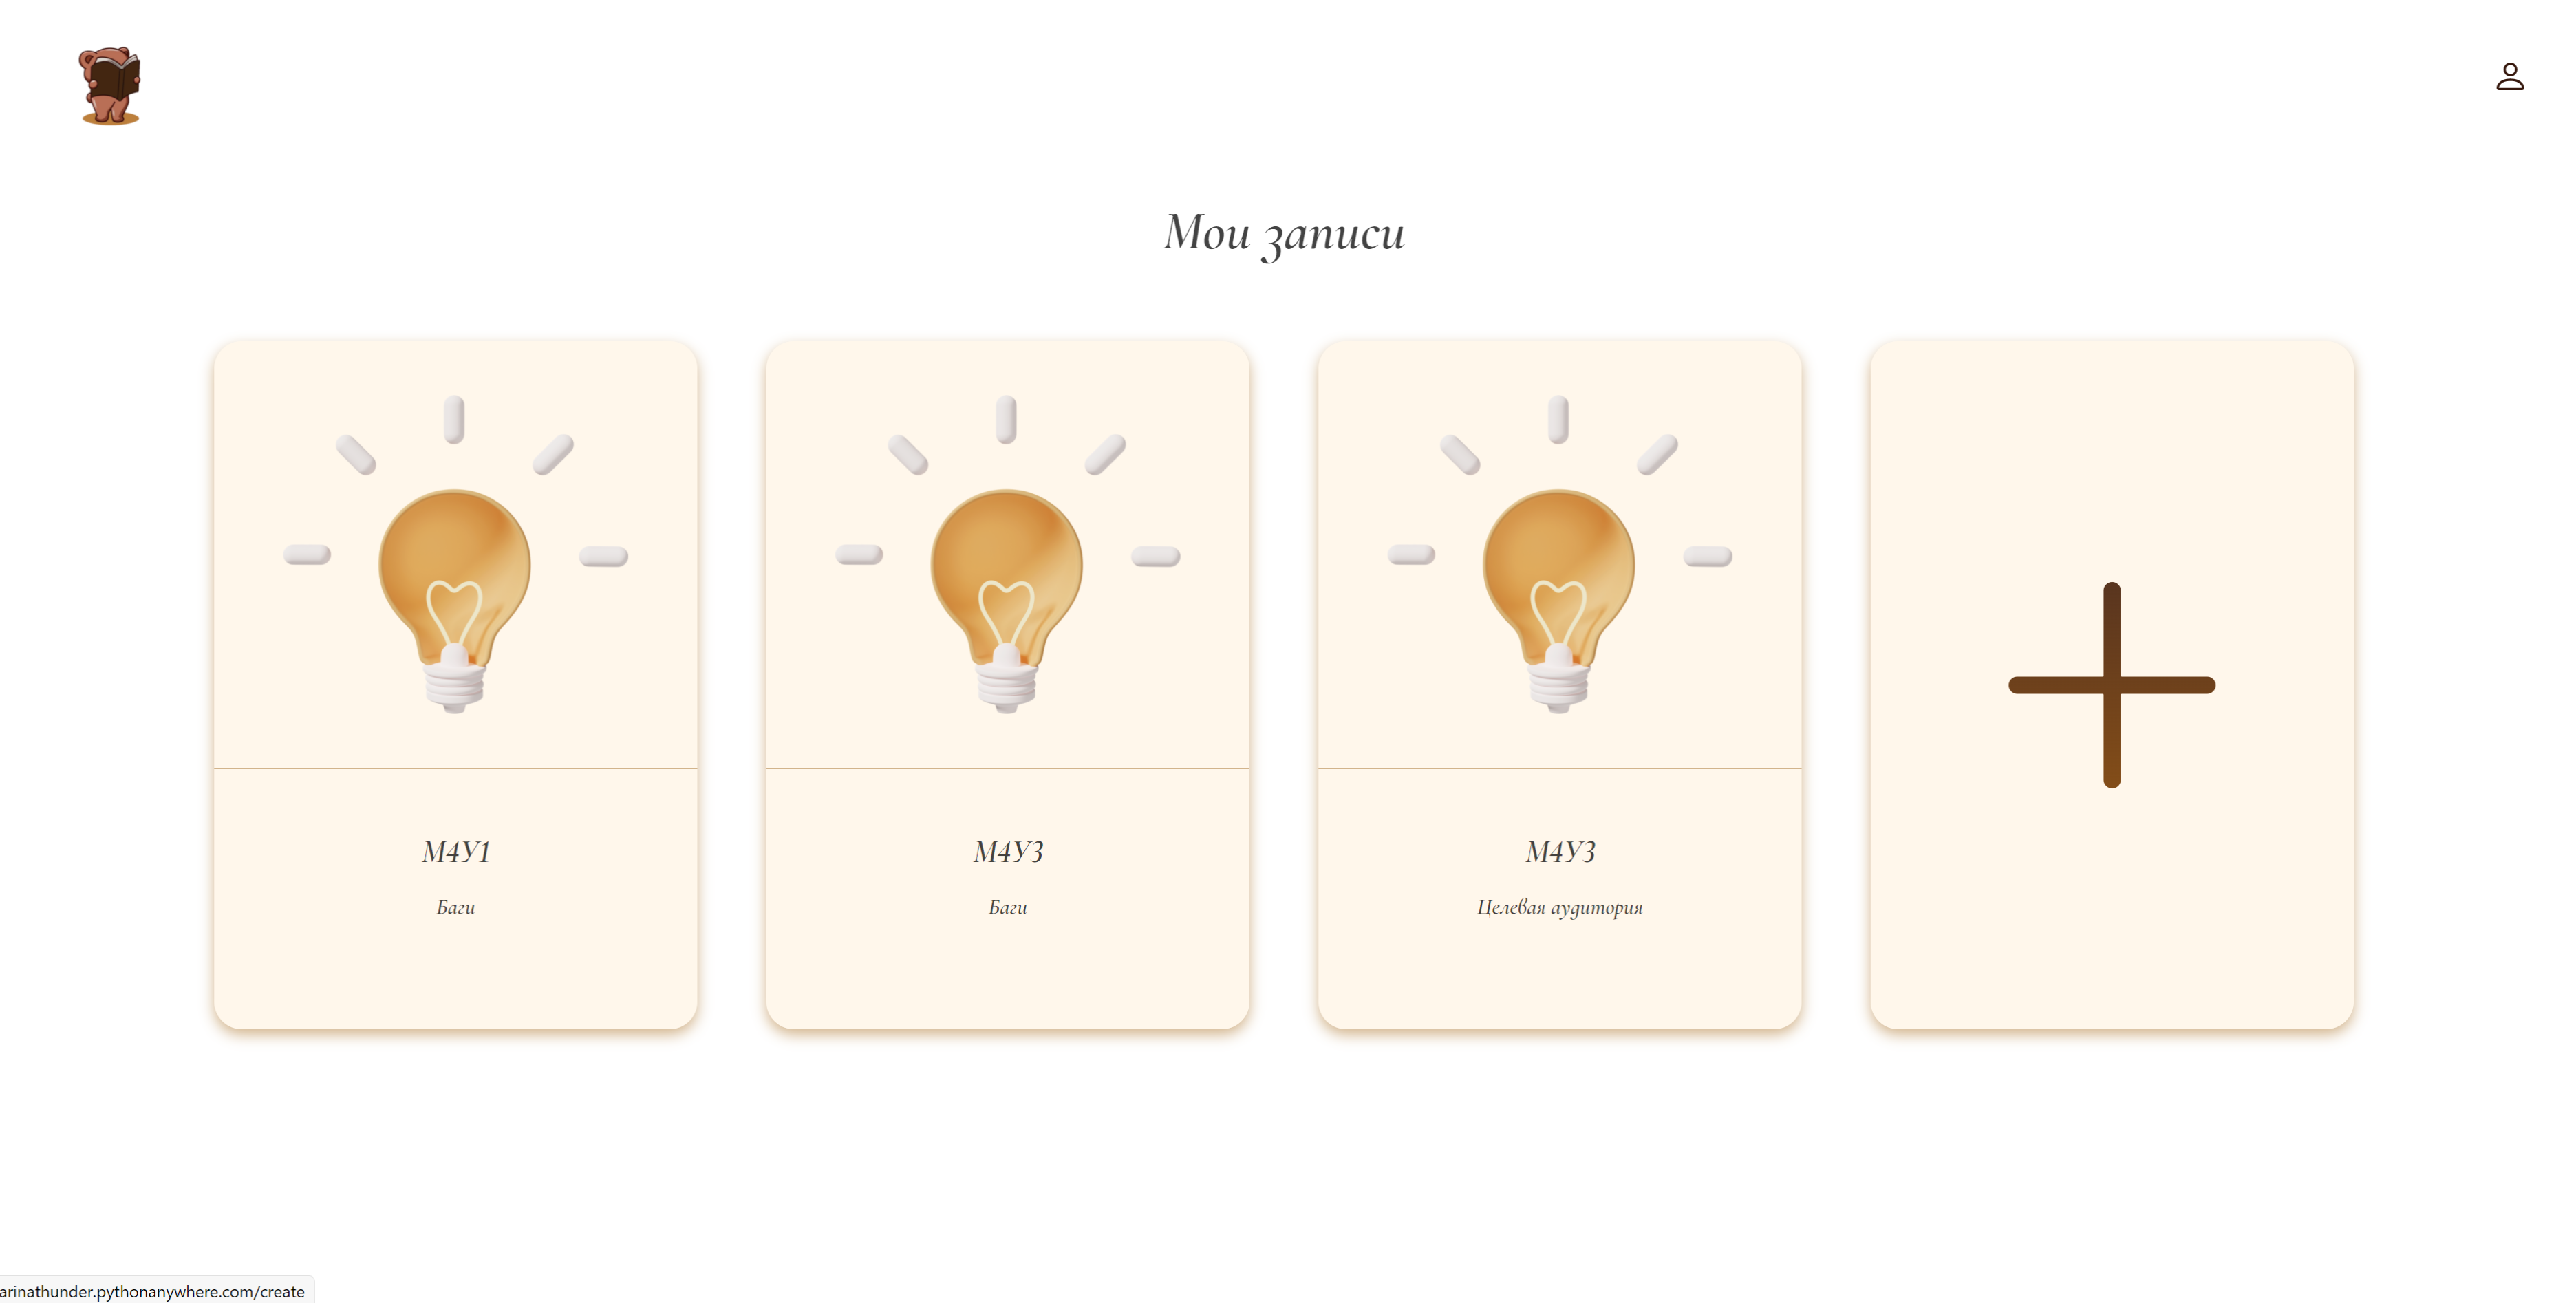 Мои записи
М4У1
Баги
М4У3
Баги
М4У3
Целевая аудитория
arinathunder.pythonanywhere.com/create